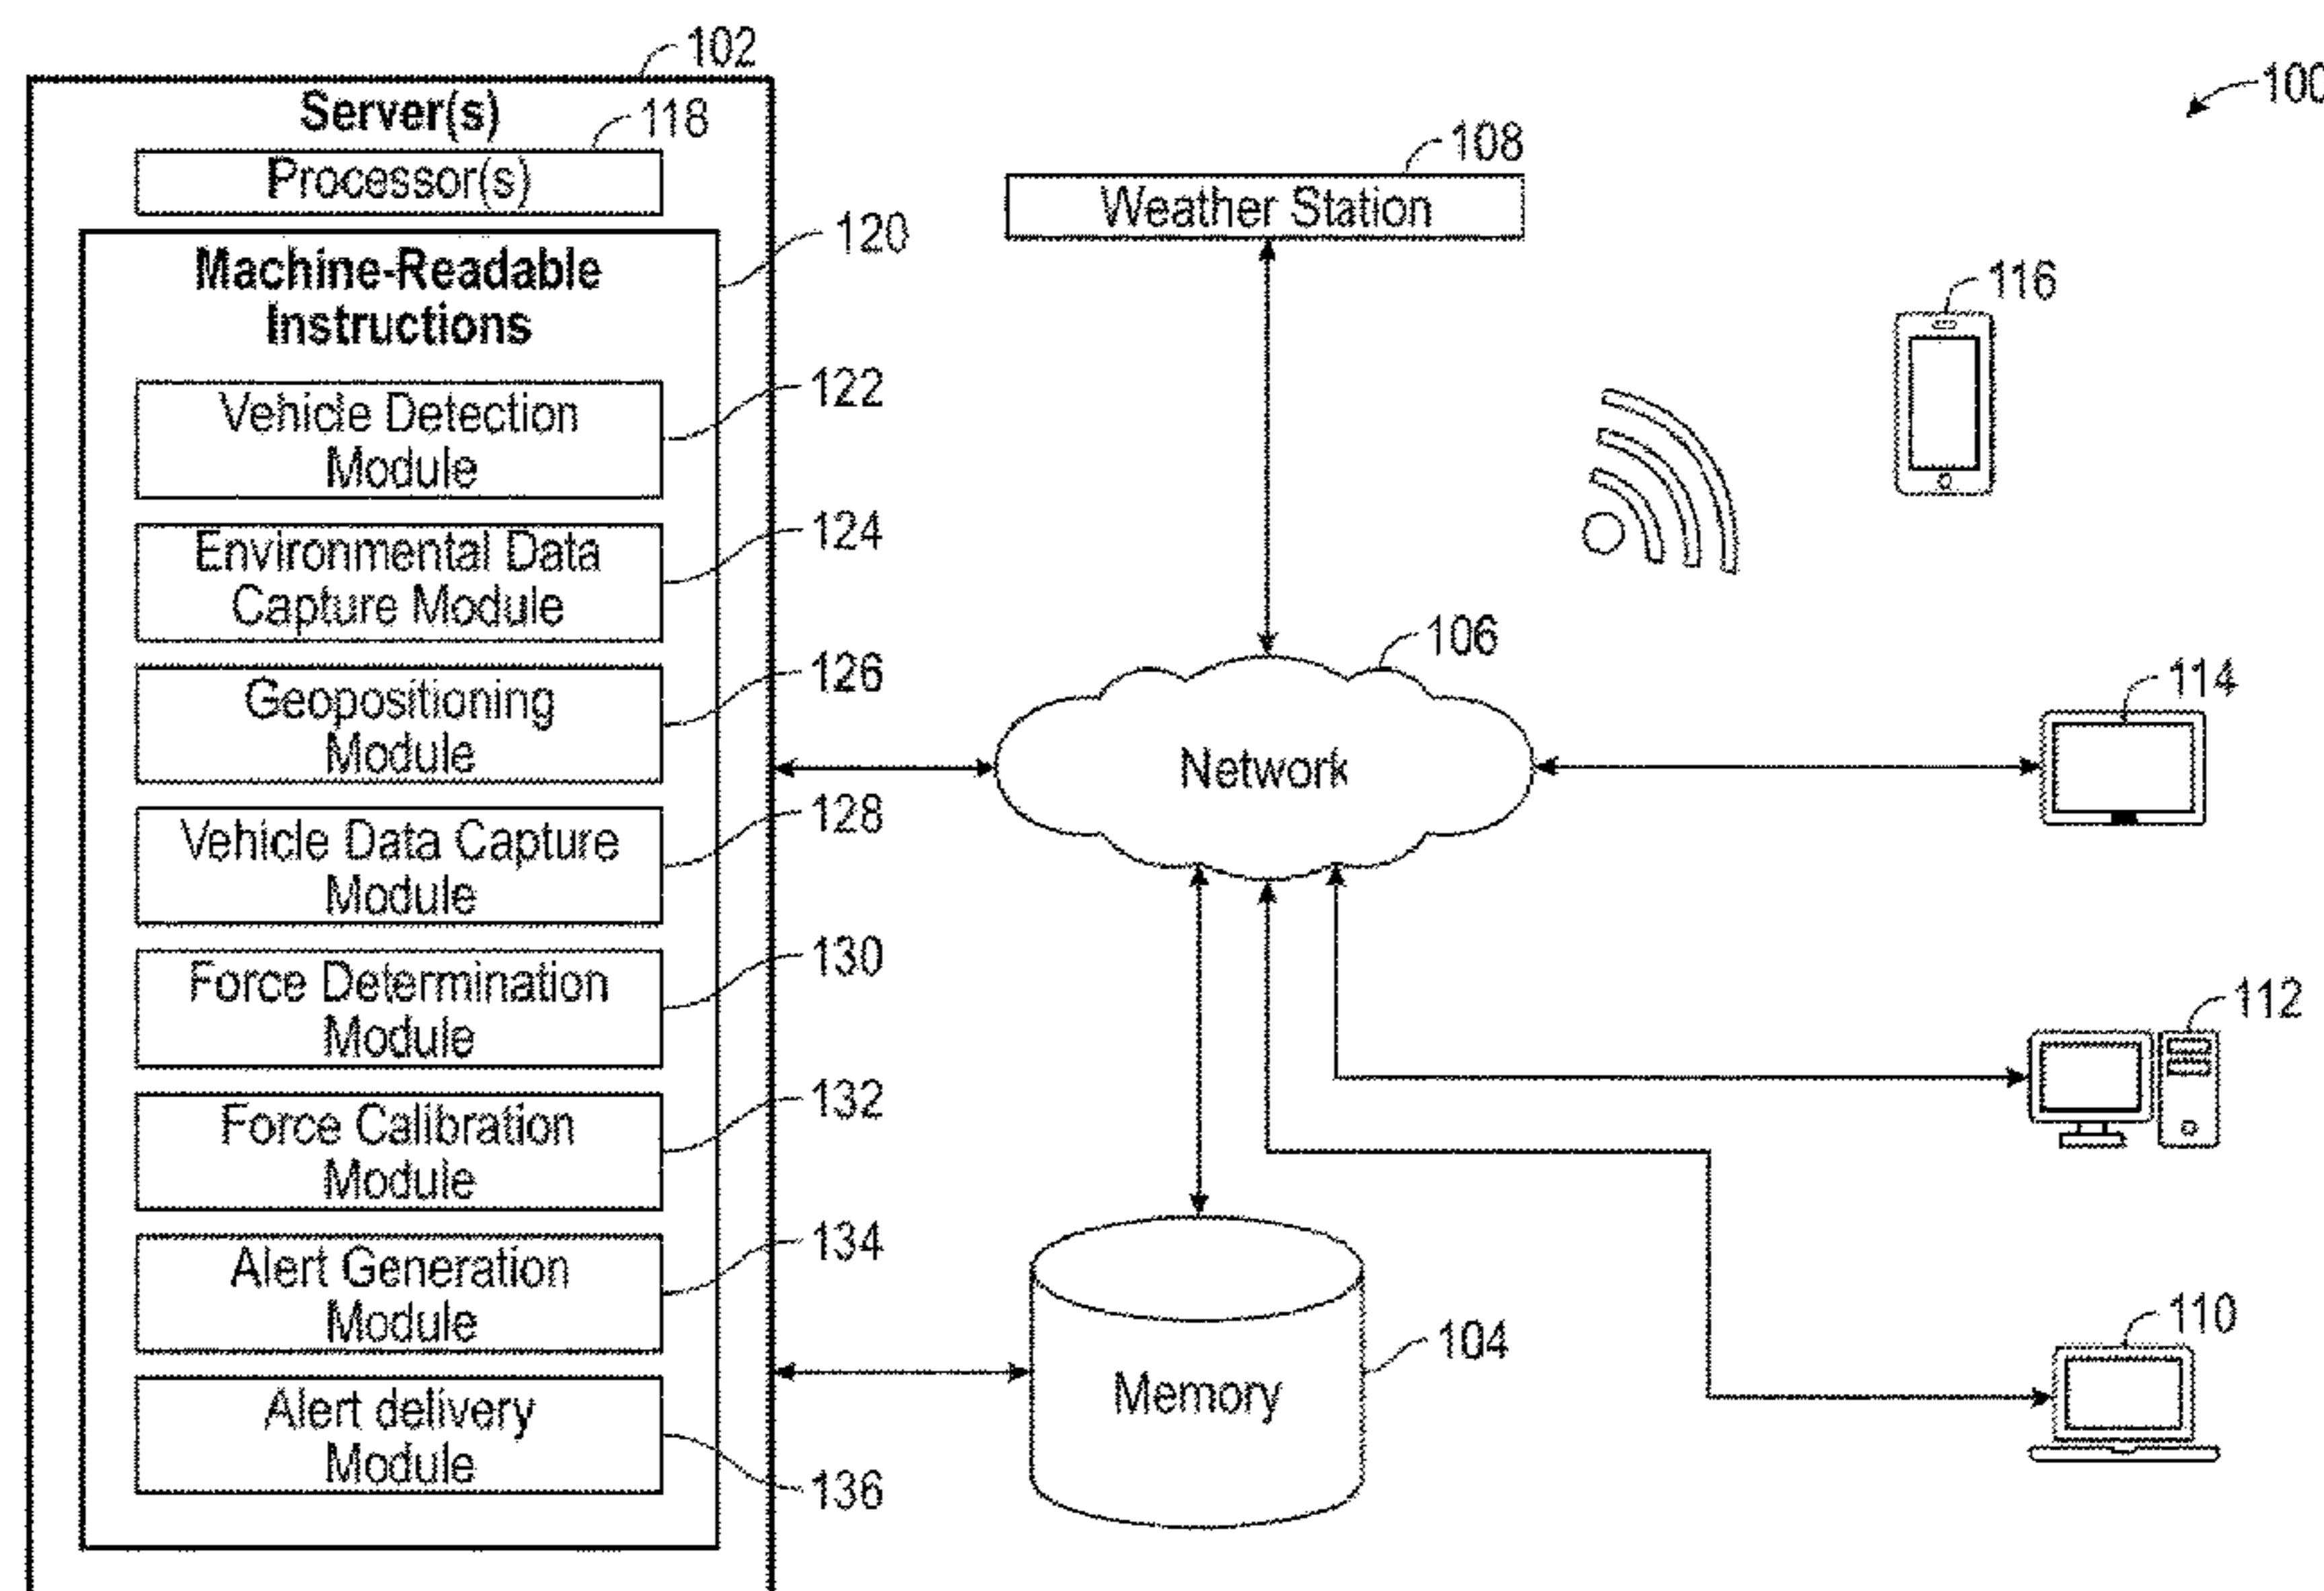 102
Server(s)
118
Processor(s)
120
Machine-Readable
Instructions
Vehicle Detection
Module
122
Environmental Data
Capture Module
124
Geopositioning
Module
126
Vehicle Data Capture
Module
128
Force Determination
Module
130
Force Calibration
Module
132
Alert Generation
Module
134
Alert delivery
Module
136
100
108
Weather Station
116
106
Network
114
112
104
Memory
110